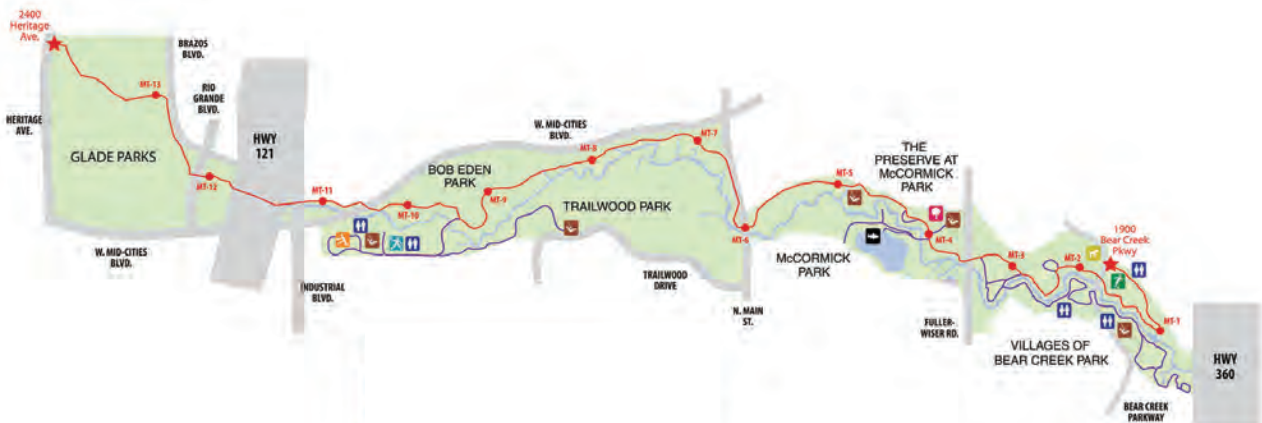 2400
Heritage
Ave.
BRAZOS
BLVD.
MT-13
RIO
GRANDE
BLVD.
HERITAGE
AVE.
GLADE PARKS
HWY
121
MT-12
W. MID-CITIES
BLVD.
MT-11
INDUSTRIAL
BLVD.
MT-10
BOB EDEN
PARK
MT-9
W. MID-CITIES
BLVD.
MT-8
MT-7
TRAILWOOD PARK
TRAILWOOD
DRIVE
MT-6
N. MAIN
ST.
MT-5
THE
PRESERVE AT
McCORMICK
PARK
MT-4
McCORMICK
PARK
FULLER-
WISER RD.
MT-3
MT-2
1900
Bear Creek
Pkwy
MT-1
VILLAGES OF
BEAR CREEK PARK
BEAR CREEK
PARKWAY
HWY
360